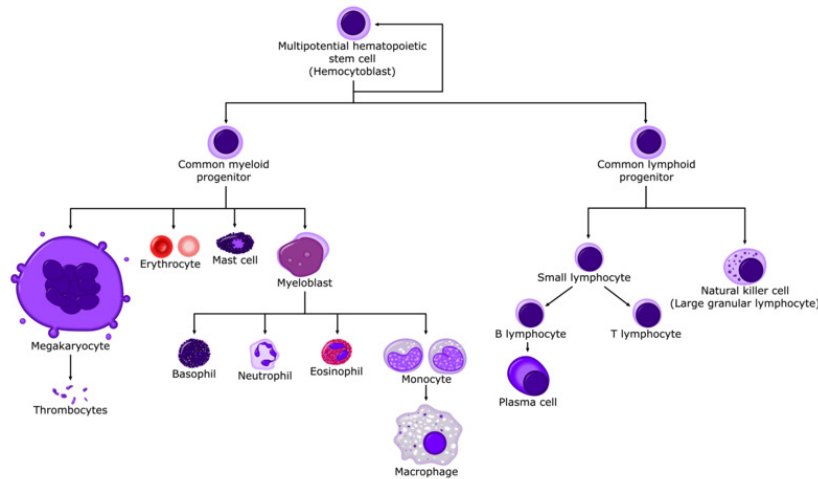 Multipotential hematopoietic
stem cell
(Hemocytoblast)
Common myeloid
progenitor
Common lymphoid
progenitor
Erythrocyte
Mast cell
Myeloblast
Small lymphocyte
Natural killer cell
(Large granular lymphocyte)
Megakaryocyte
B lymphocyte
T lymphocyte
Basophil
Neutrophil
Eosinophil
Monocyte
Thrombocytes
Plasma cell
Macrophage